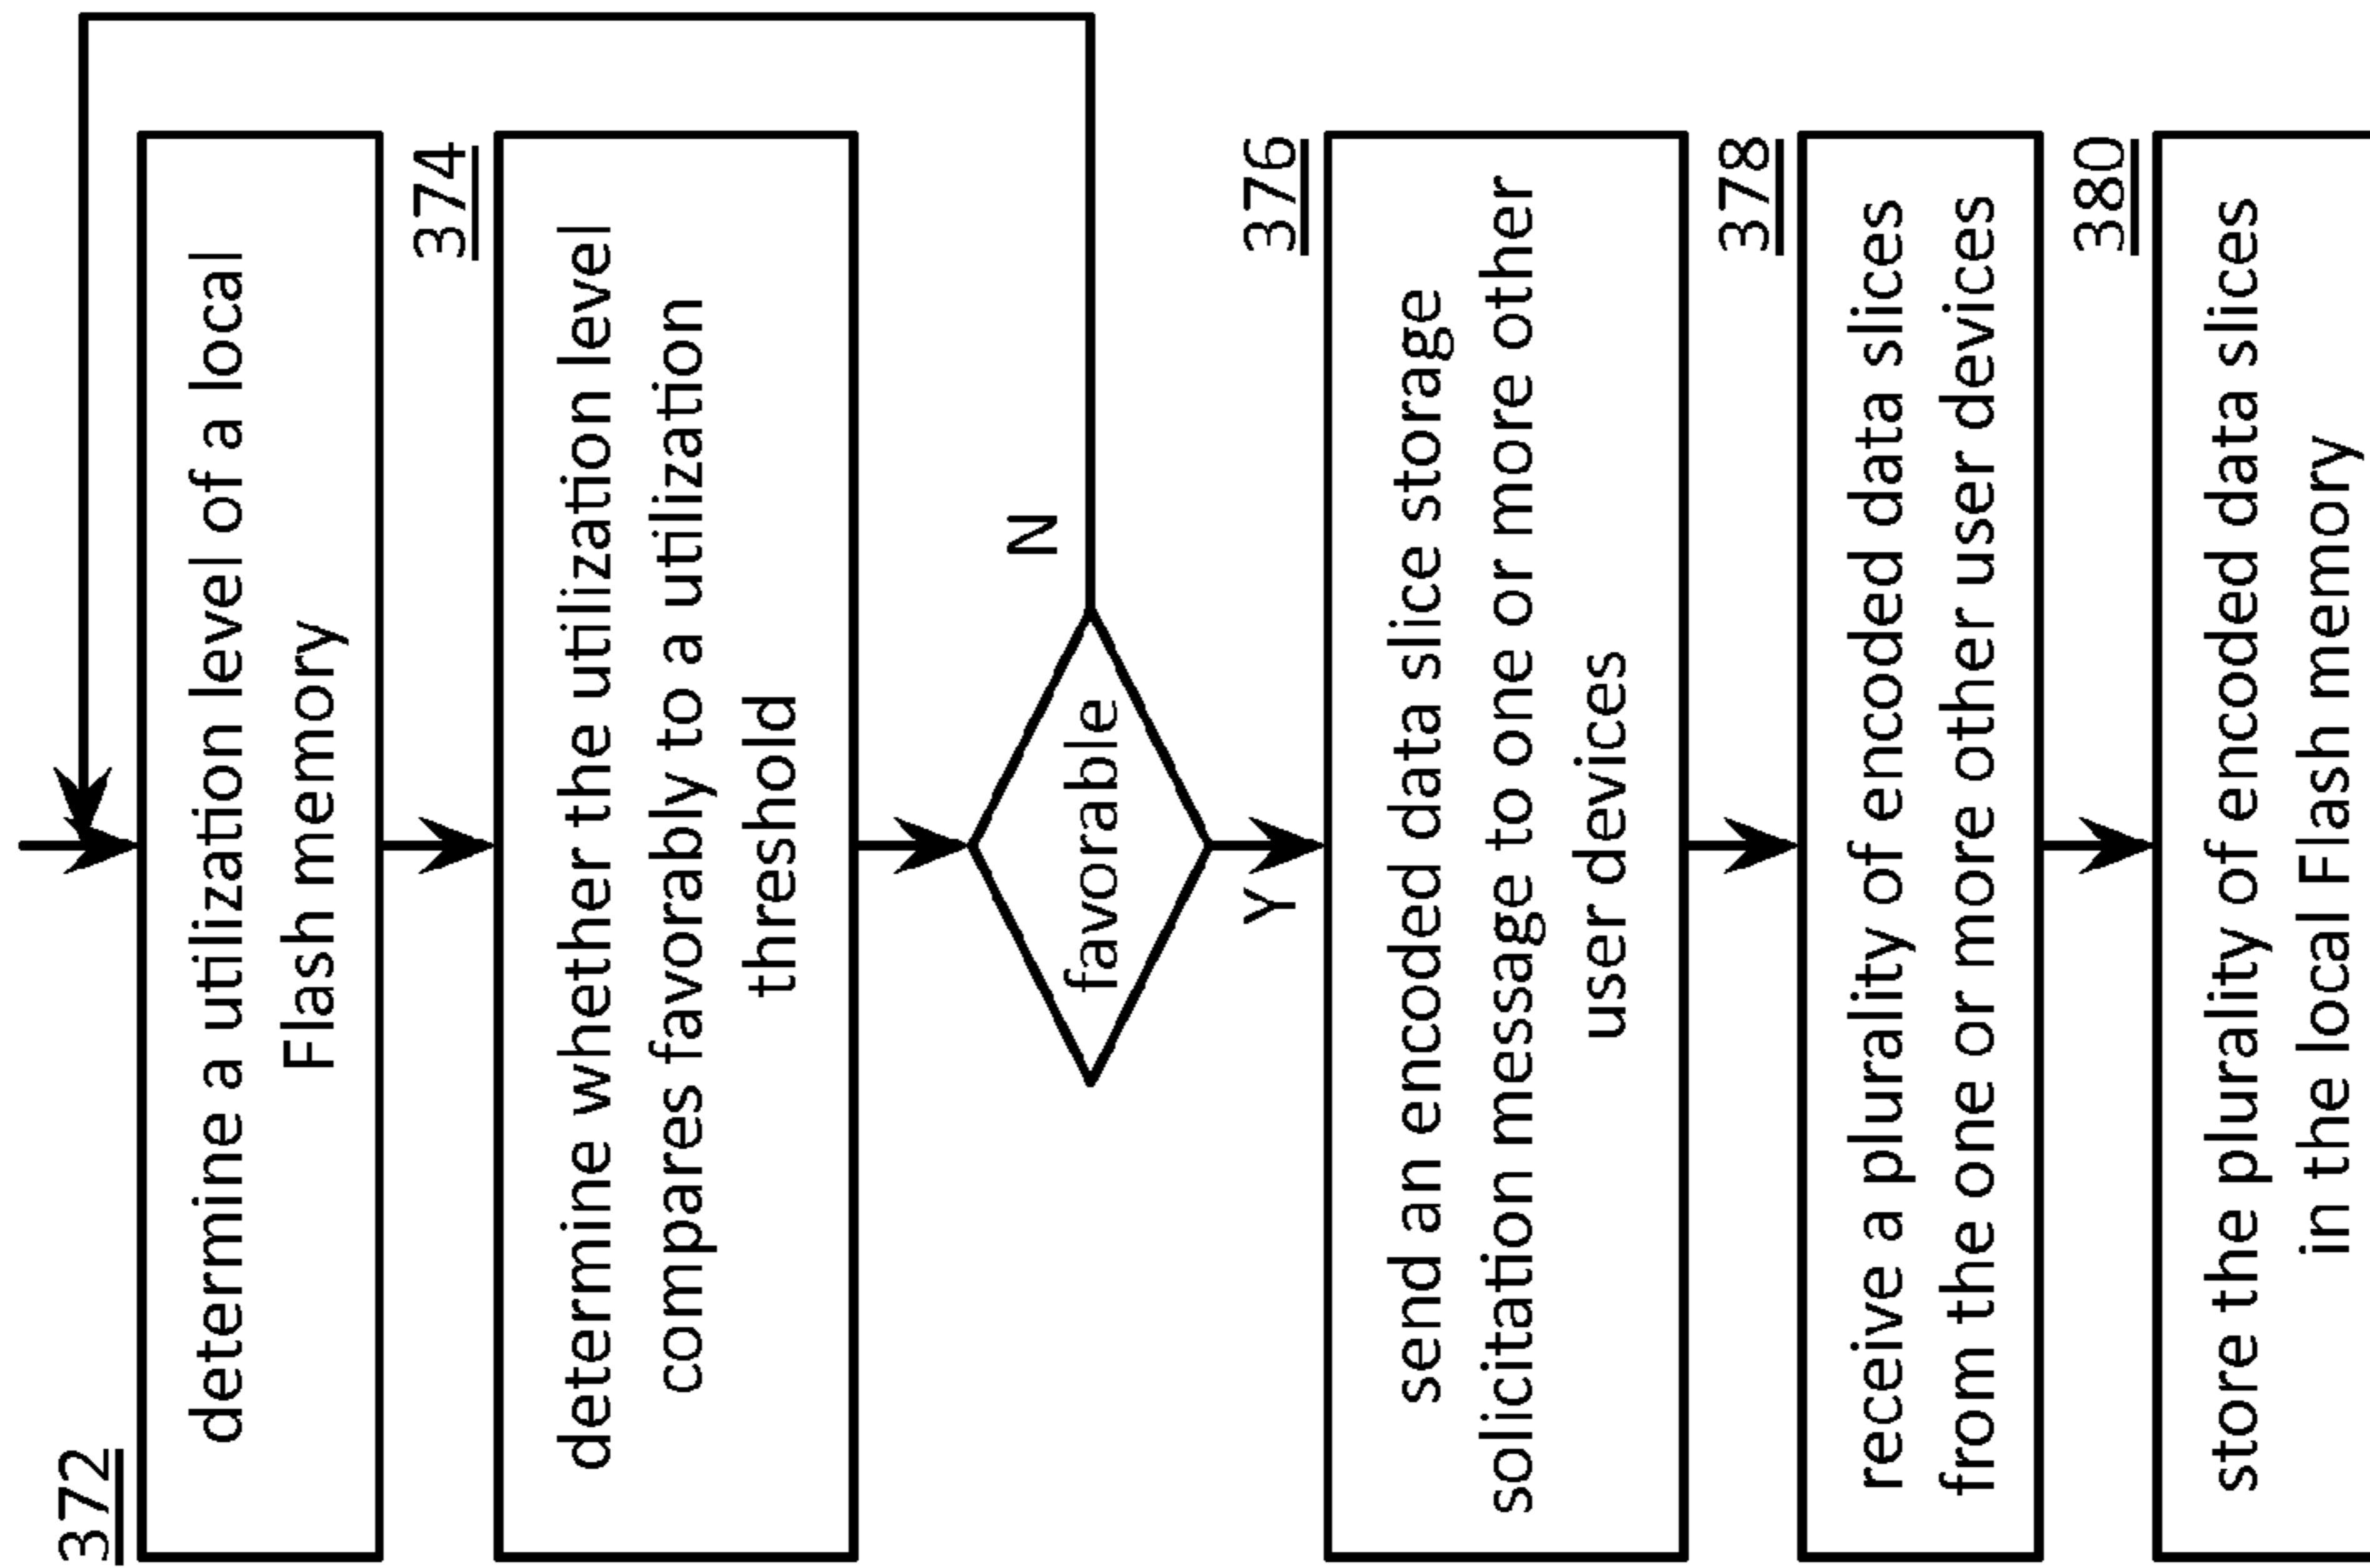 372
determine a utilization level of a local
Flash memory
374
determine whether the utilization level
compares favorably to a utilization
threshold
favorable
N
Y
376
send an encoded data slice storage
solicitation message to one or more other
user devices
378
receive a plurality of encoded data slices
from the one or more other user devices
380
store the plurality of encoded data slices
in the local Flash memory